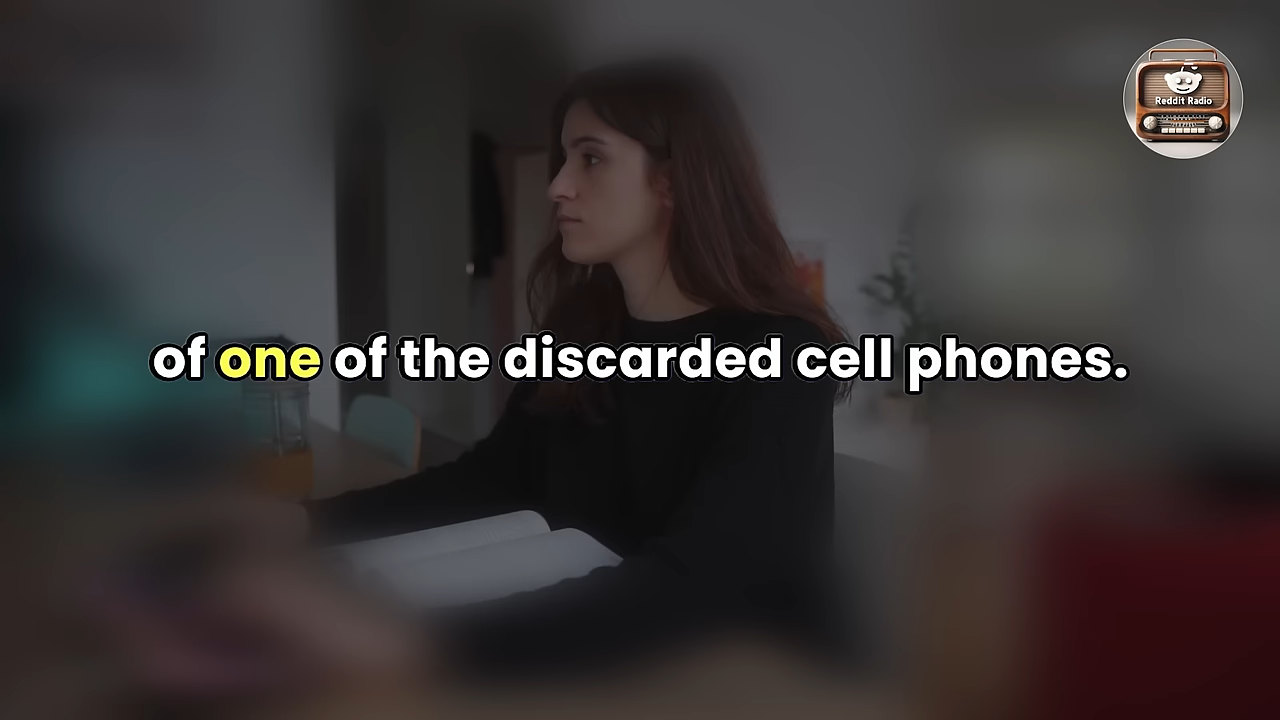 Reddit Radio
of one of the discarded cell phones.